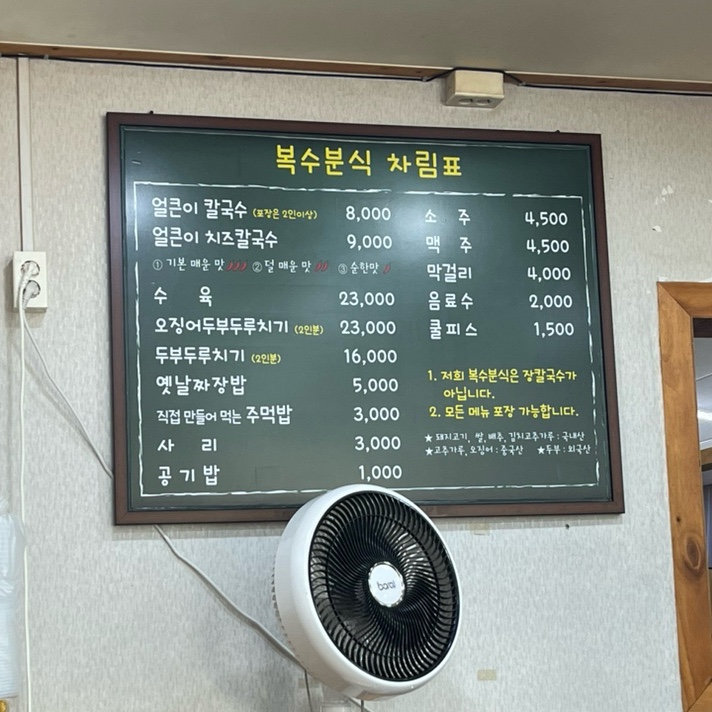 복수분식 차림표
얼큰이 칼국수 (포장은 2인이상) 8,000
얼큰이 치즈칼국수 9,000
① 기본 매운 맛 ② 덜 매운 맛 ③ 순한맛
수 육 23,000
오징어두부두루치기 (2인분) 23,000
두부두루치기 (2인분) 16,000
옛날짜장밥 5,000
직접 만들어 먹는 주먹밥 3,000
사 리 3,000
공기밥 1,000
소 주 4,500
맥 주 4,500
막걸리 4,000
음료수 2,000
쿨피스 1,500
1. 저희 복수분식은 장칼국수가
아닙니다.
2. 모든 메뉴 포장 가능합니다.
★ 돼지고기, 쌀, 배추, 김치고추가루 : 국내산
★고추가루, 오징어 : 중국산 ★두부 : 외국산